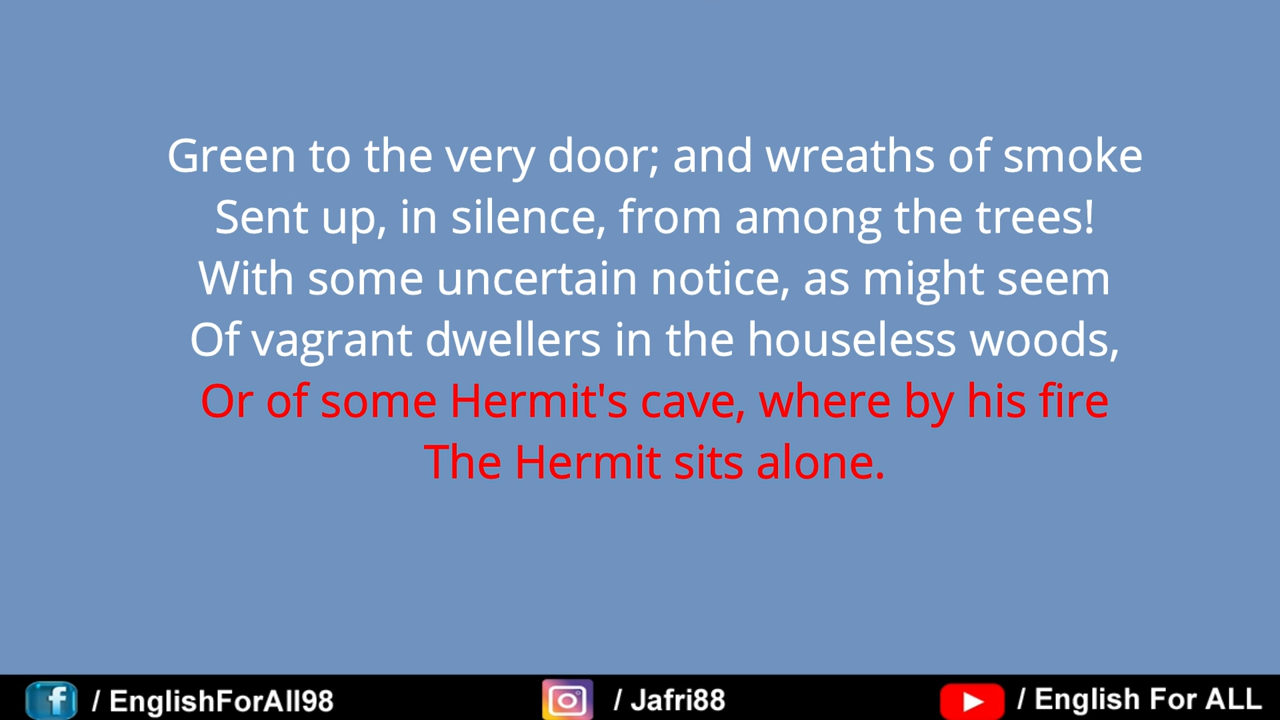 Green to the very door; and wreaths of smoke
Sent up, in silence, from among the trees!
With some uncertain notice, as might seem
Of vagrant dwellers in the houseless woods,
Or of some Hermit's cave, where by his fire
The Hermit sits alone.
/ EnglishForAll98
/ Jafri88
/ English For ALL